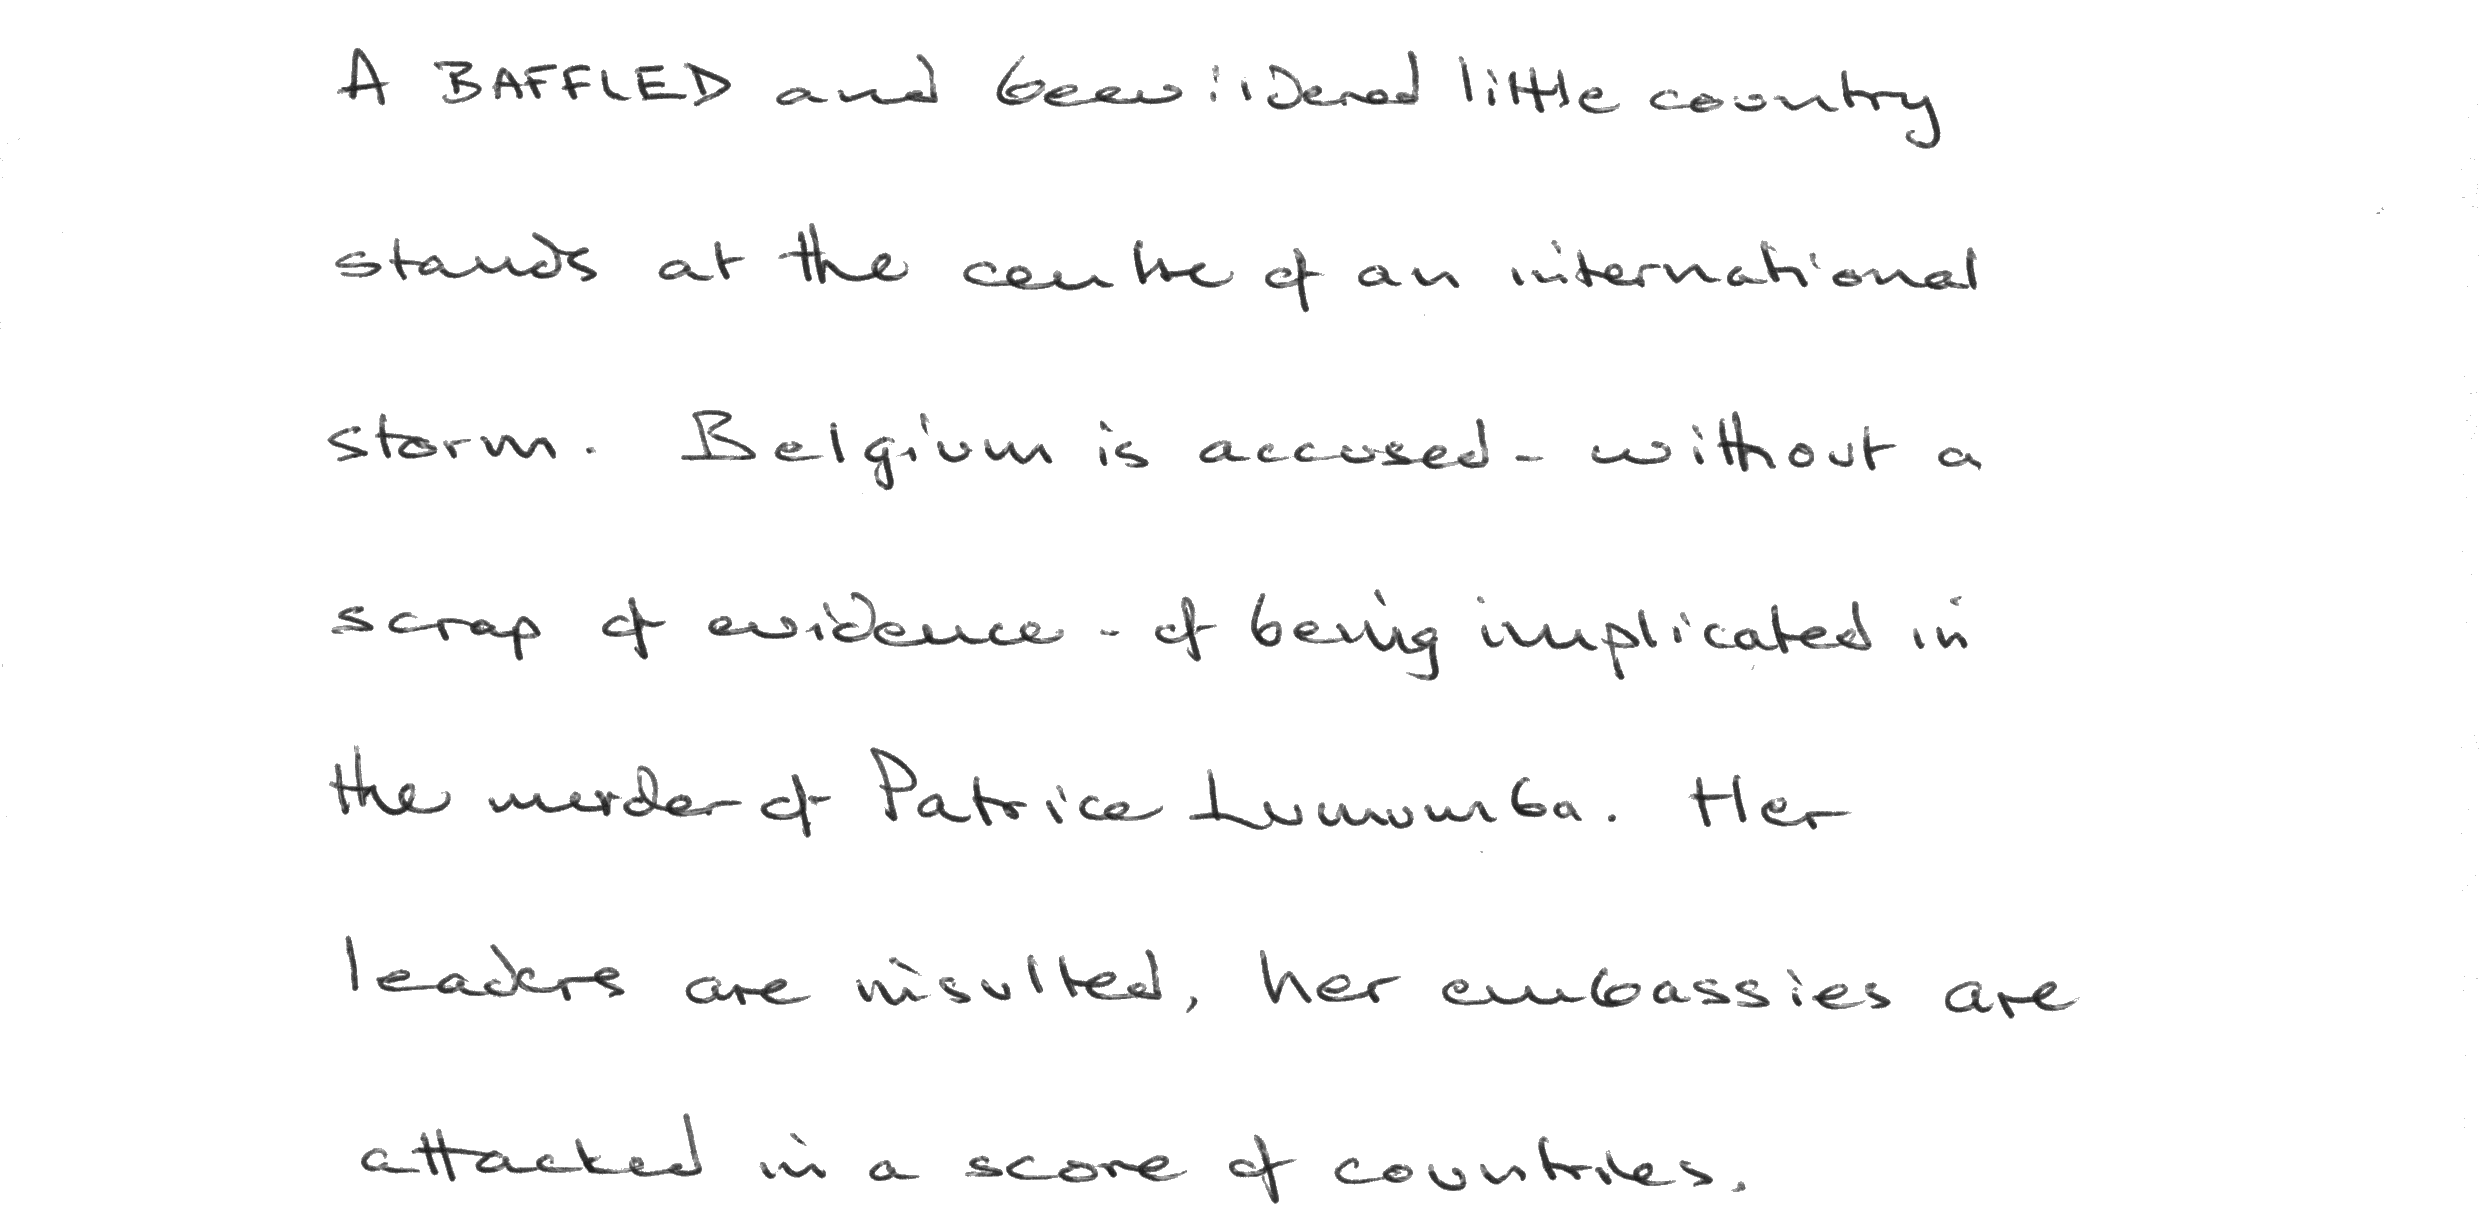 A BAFFLED and beewildered little country
stands at the centre of an international
storm. Belgium is accused - without a
scrap of evidence - of being implicated in
the murder of Patrice Lumumba. Her
leaders are insulted, her embassies are
attacked in a score of countries.